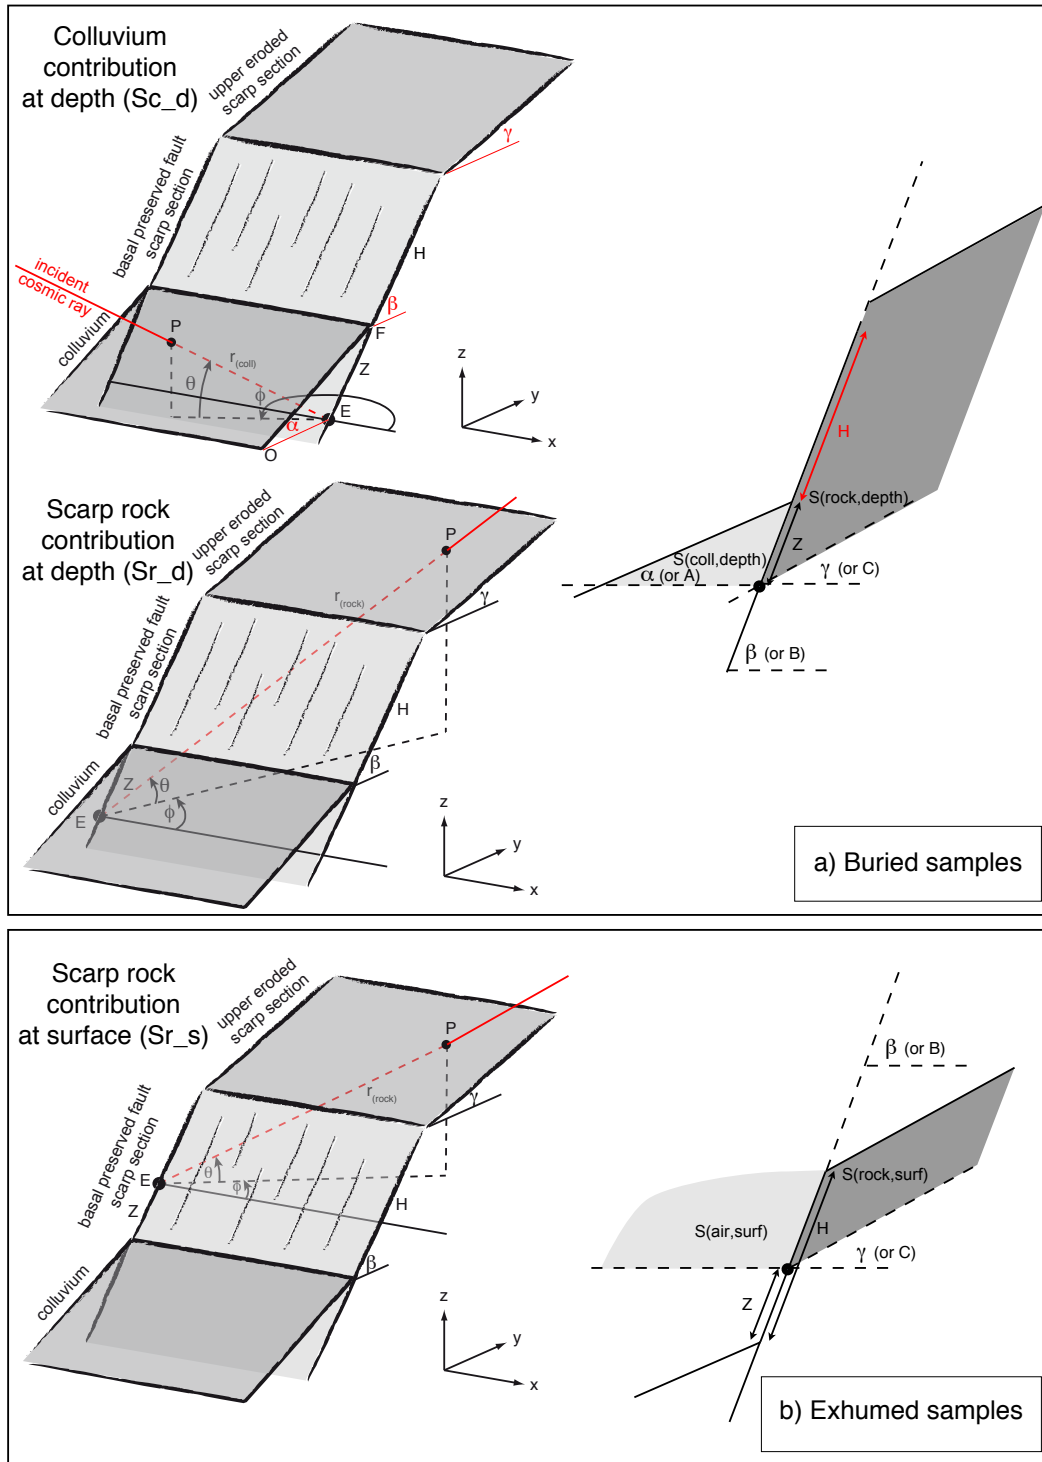 Colluvium
contribution
at depth (Sc_d)
upper eroded
scarp section
γ
basal preserved fault
scarp section
H
incident
cosmic ray
β
P
F
colluvium
r(coll)
Z
θ
ϕ
E
α
O
z
y
x
Scarp rock
contribution
at depth (Sr_d)
upper eroded
scarp section
P
r(rock)
γ
basal preserved fault
scarp section
H
β
colluvium
Z
θ
E
ϕ
z
y
x
H
S(rock,depth)
Z
S(coll,depth)
α (or A)
γ (or C)
β (or B)
a) Buried samples
Scarp rock
contribution
at surface (Sr_s)
upper eroded
scarp section
P
r(rock)
γ
basal preserved fault
scarp section
E
θ
ϕ
Z
H
β
colluvium
z
y
x
β (or B)
S(rock,surf)
S(air,surf)
H
γ (or C)
Z
b) Exhumed samples